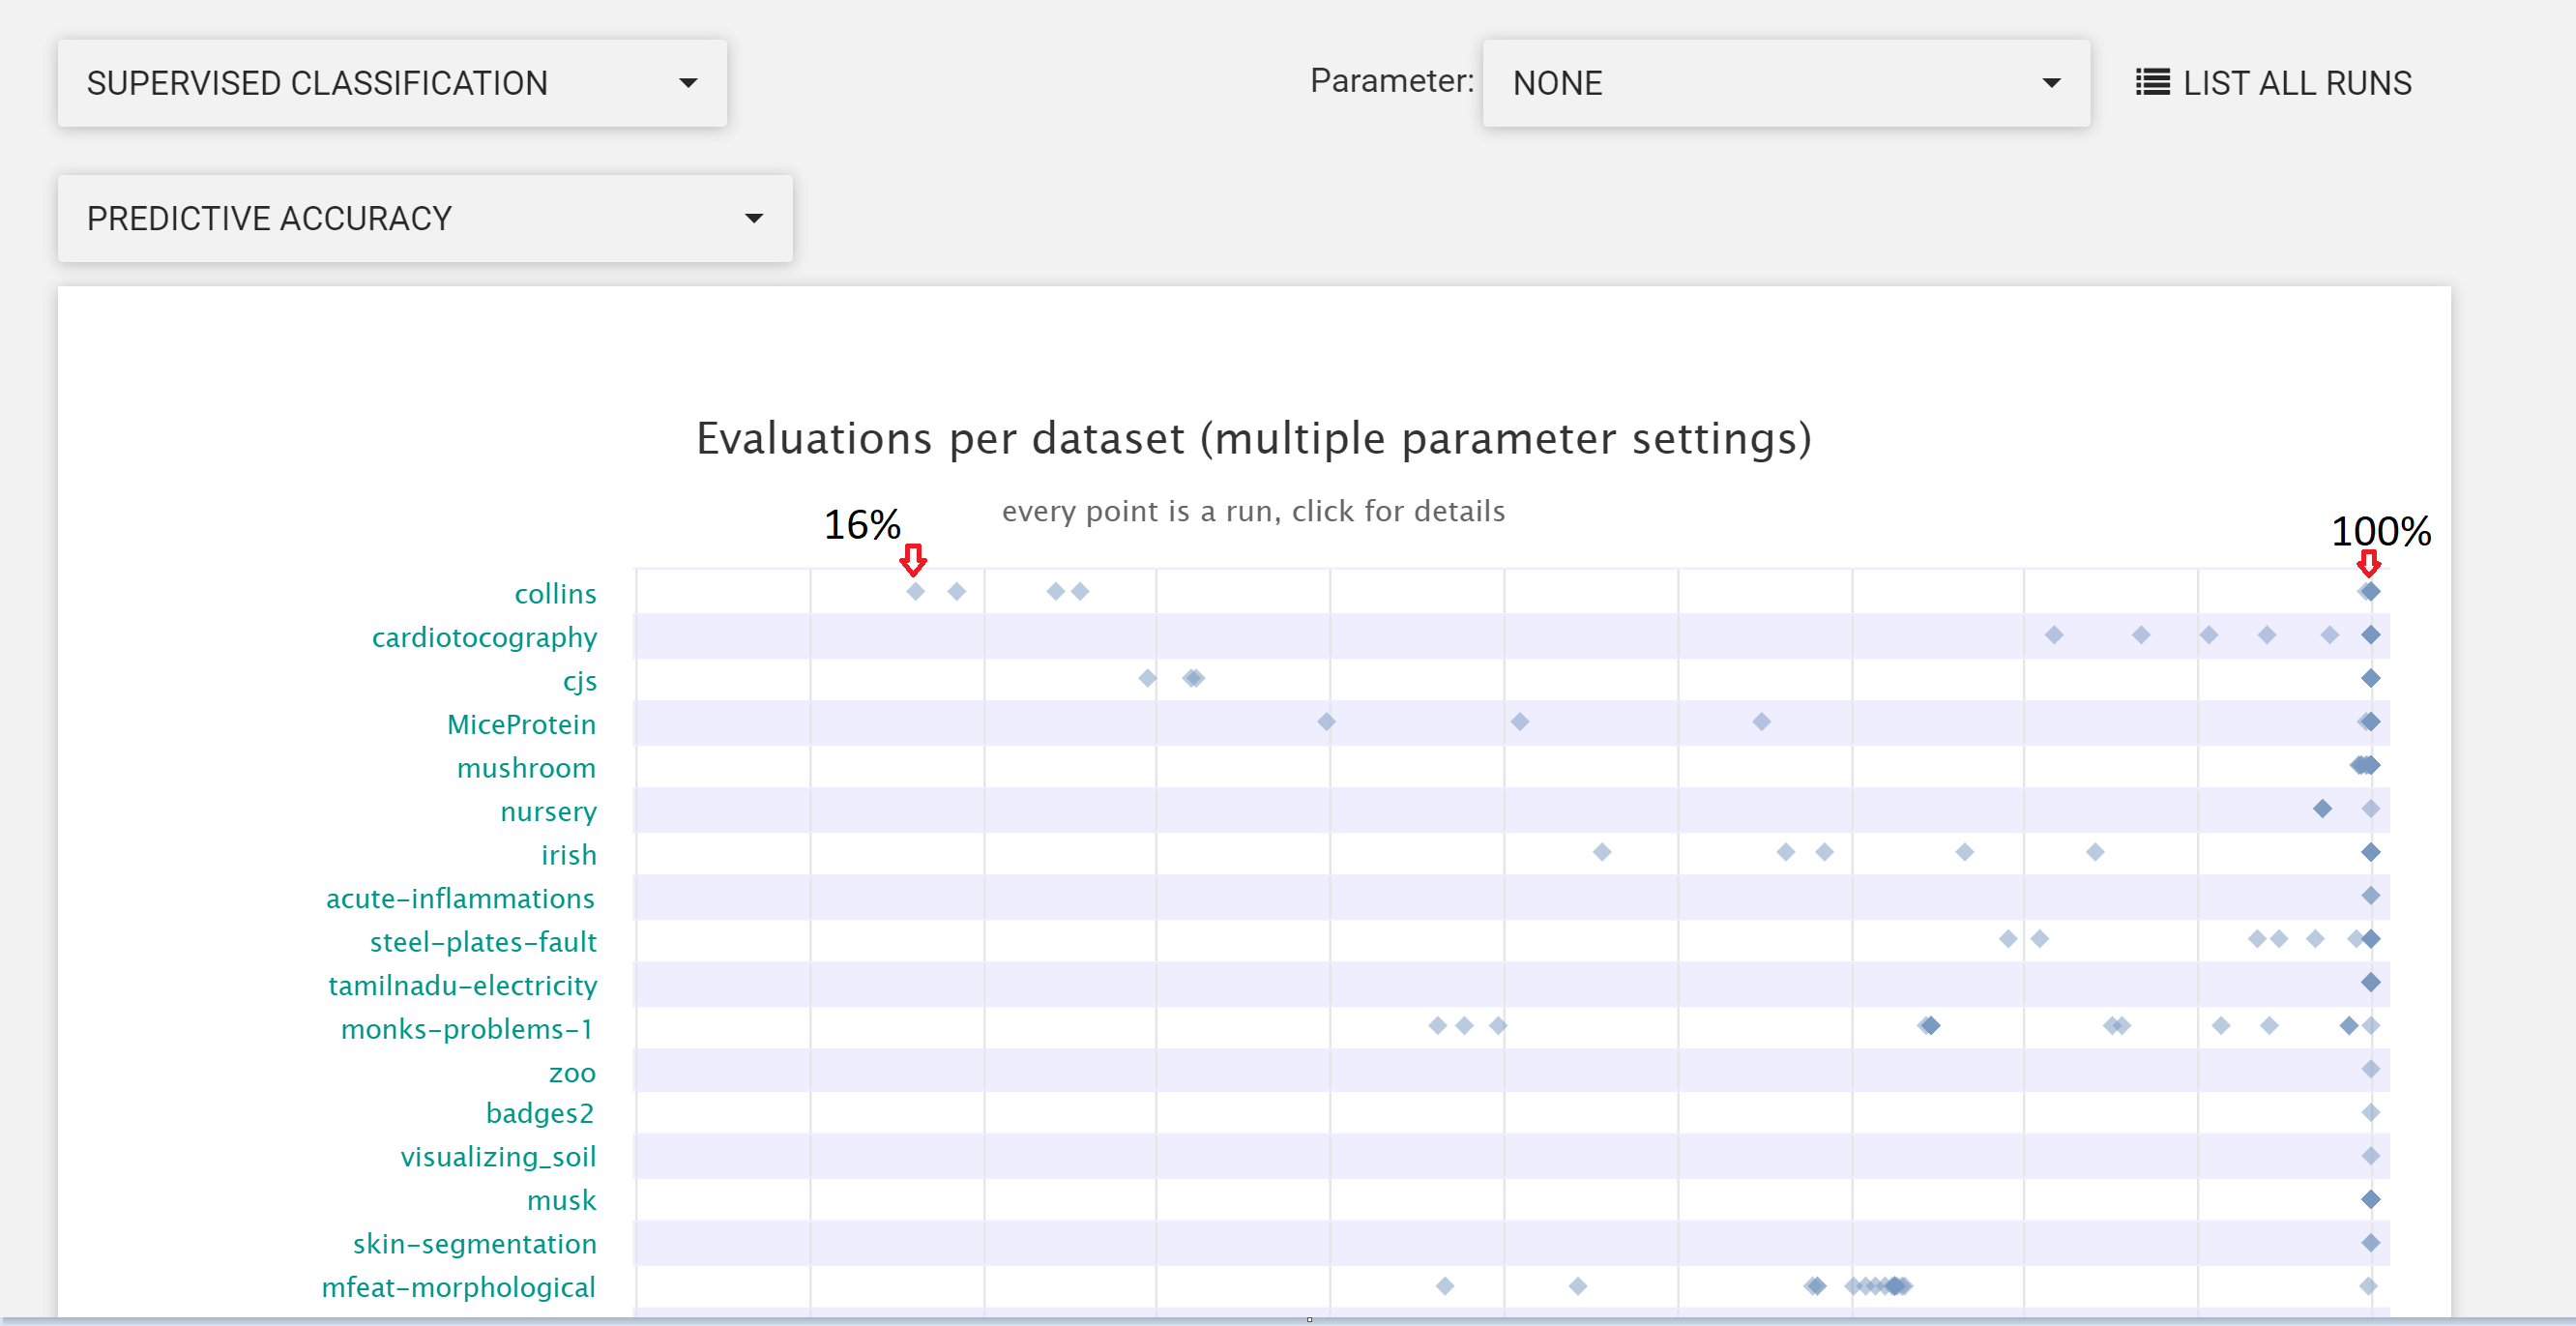 SUPERVISED CLASSIFICATION
Parameter: NONE
LIST ALL RUNS
PREDICTIVE ACCURACY
Evaluations per dataset (multiple parameter settings)
every point is a run, click for details
16%
100%
collins
cardiotocography
cjs
MiceProtein
mushroom
nursery
irish
acute-inflammations
steel-plates-fault
tamilnadu-electricity
monks-problems-1
zoo
badges2
visualizing_soil
musk
skin-segmentation
mfeat-morphological